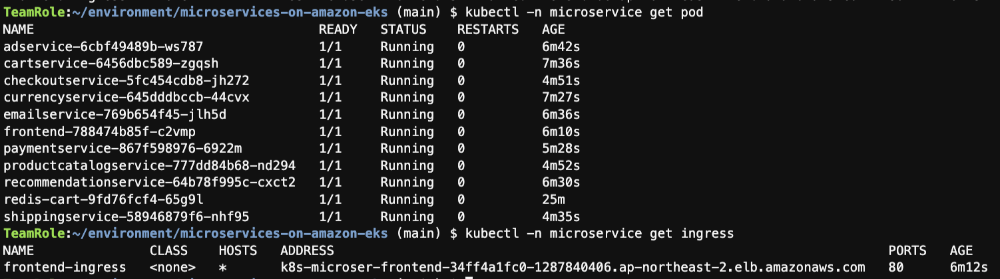 TeamRole:~/environment/microservices-on-amazon-eks (main) $ kubectl -n microservice get pod
NAME READY STATUS RESTARTS AGE
adservice-6cbf49489b-ws787 1/1 Running 0 6m42s
cartservice-6456dbc589-zgqsh 1/1 Running 0 7m36s
checkoutservice-5fc454cdb8-jh272 1/1 Running 0 4m51s
currencyservice-645dddbccb-44cvx 1/1 Running 0 7m27s
emailservice-769b654f45-jlh5d 1/1 Running 0 6m36s
frontend-788474b85f-c2vmp 1/1 Running 0 6m10s
paymentservice-867f598976-6922m 1/1 Running 0 5m28s
productcatalogservice-777dd84b68-nd294 1/1 Running 0 4m52s
recommendationservice-64b78f995c-cxct2 1/1 Running 0 6m30s
redis-cart-9fd76fcf4-65g9l 1/1 Running 0 25m
shippingservice-58946879f6-nhf95 1/1 Running 0 4m35s
TeamRole:~/environment/microservices-on-amazon-eks (main) $ kubectl -n microservice get ingress
NAME CLASS HOSTS ADDRESS PORTS AGE
frontend-ingress <none> * k8s-microser-frontend-34ff4a1fc0-1287840406.ap-northeast-2.elb.amazonaws.com 80 6m12s